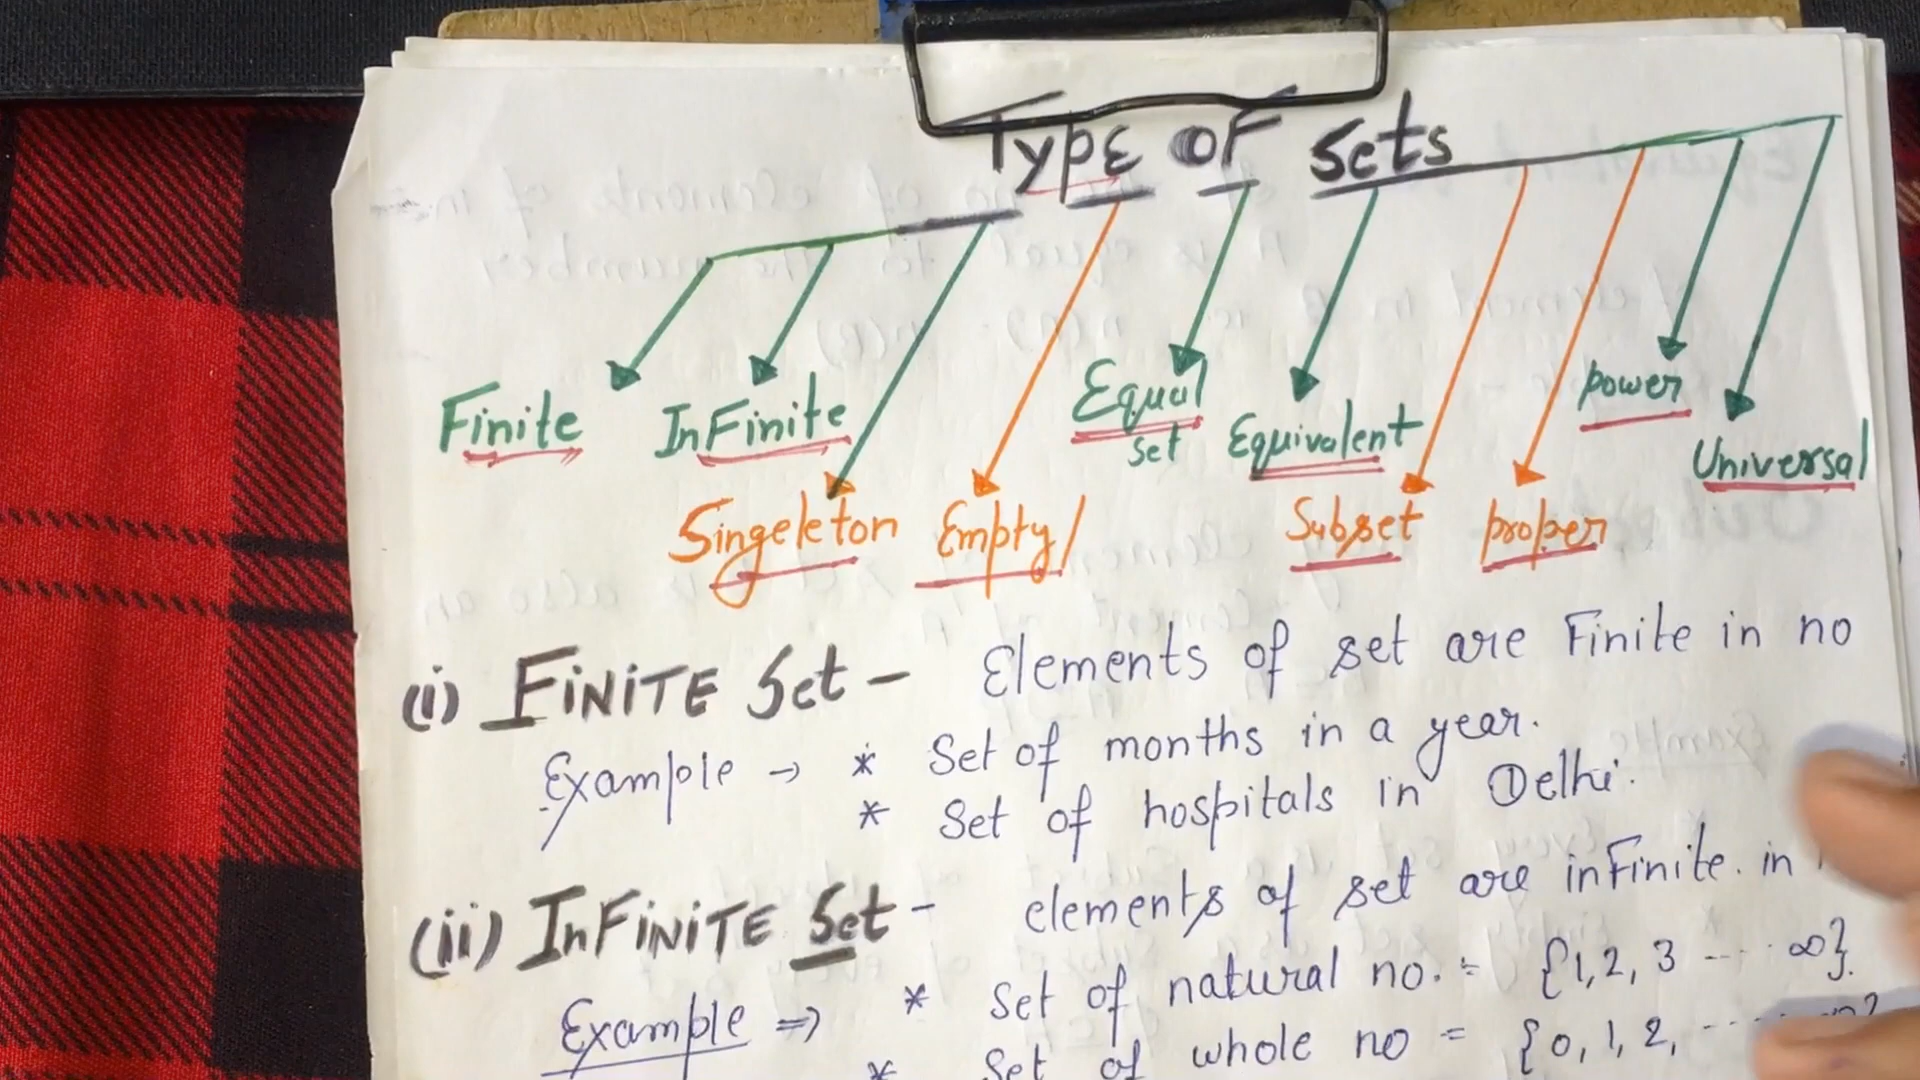 Type of Sets
Finite
InFinite
Singeleton
Empty/
Equal
set
Equivalent
Subset
proper
power
Universal
(i) FiNiTE Set - Elements of set are Finite in no
Example → * Set of months in a year.
* Set of hospitals in Delhi.
(ii) InFiNiTE Set - elements of set are infinite. in
Example ⇒ * Set of natural no. = {1, 2, 3 --- ∞}.
* Set of whole no = {0, 1, 2, ---